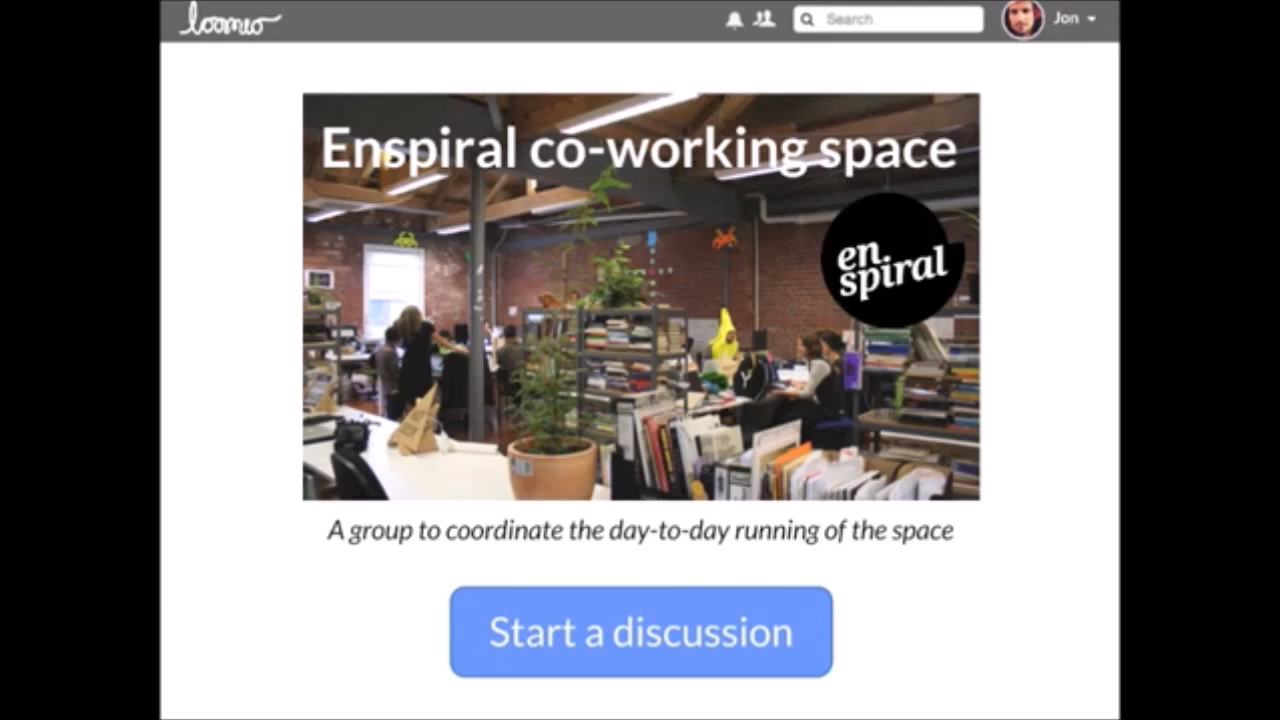 loomio
Search
Jon
Enspiral co-working space
en
spiral
Y
A group to coordinate the day-to-day running of the space
Start a discussion